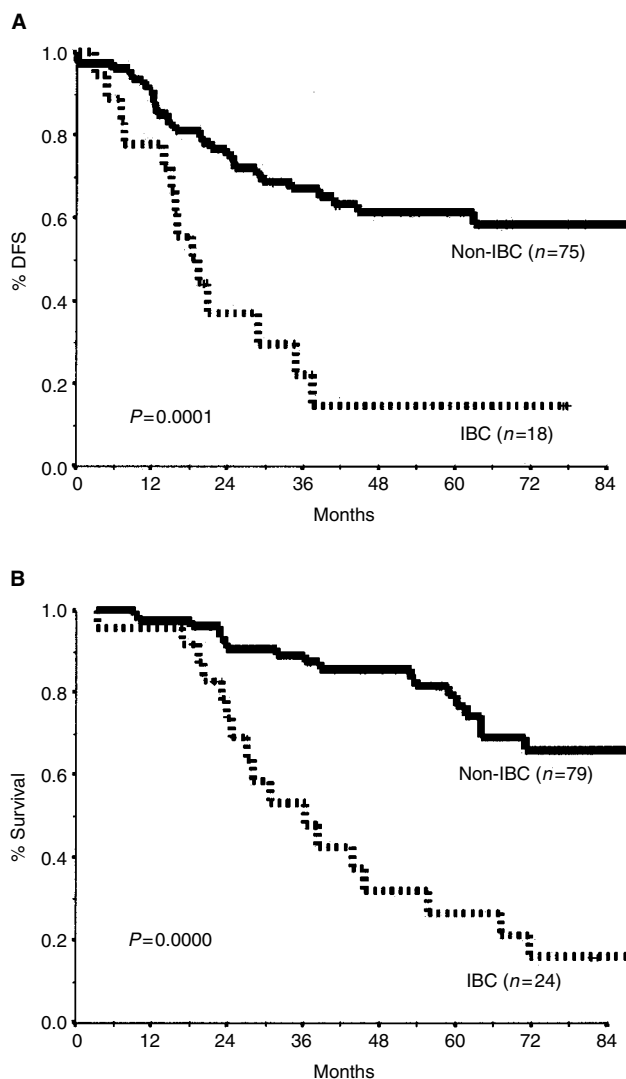 A
1.0
0.8
0.6
0.4
0.2
0.0
% DFS
Non-IBC (n=75)
P=0.0001
IBC (n=18)
0 12 24 36 48 60 72 84
Months
B
1.0
0.8
0.6
0.4
0.2
0.0
% Survival
Non-IBC (n=79)
P=0.0000
IBC (n=24)
0 12 24 36 48 60 72 84
Months